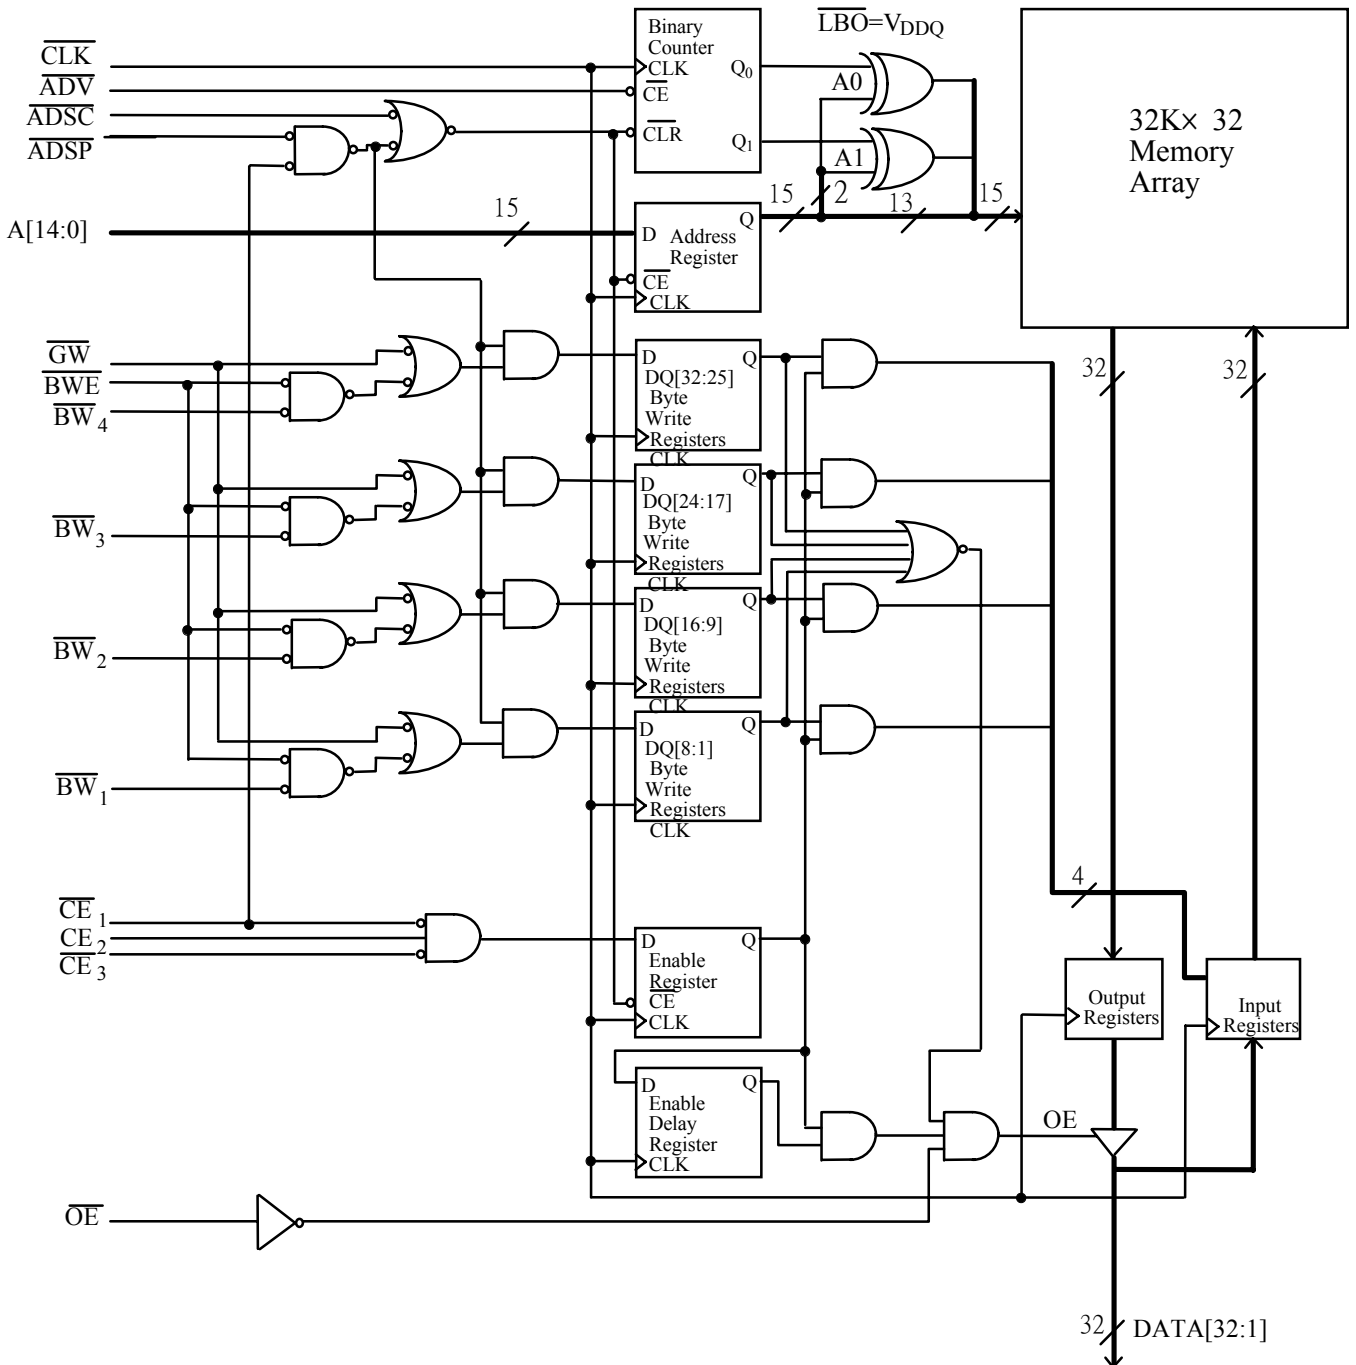 Binary
Counter
CLK
CE
CLR
Q0
Q1
LBO=VDDQ
CLK
ADV
ADSC
ADSP
A0
A1
32K× 32
Memory
Array
15
2
13
15
A[14:0]
15
D
Q
Address
Register
CE
CLK
GW
BWE
BW4
D
Q
DQ[32:25]
Byte
Write
Registers
CLK
32
32
BW3
D
Q
DQ[24:17]
Byte
Write
Registers
CLK
BW2
D
Q
DQ[16:9]
Byte
Write
Registers
CLK
BW1
D
Q
DQ[8:1]
Byte
Write
Registers
CLK
4
CE1
CE2
CE3
D
Q
Enable
Register
CE
CLK
Output
Registers
Input
Registers
D
Q
Enable
Delay
Register
CLK
OE
OE
32
DATA[32:1]